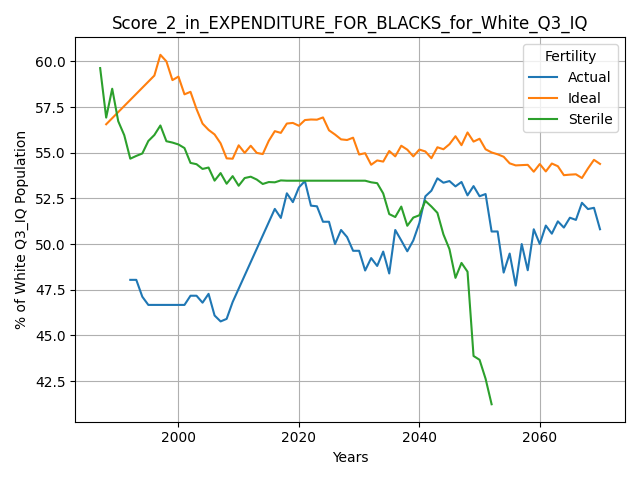 Score_2_in_EXPENDITURE_FOR_BLACKS_for_White_Q3_IQ
Fertility
Actual
Ideal
Sterile
% of White Q3_IQ Population
60.0
57.5
55.0
52.5
50.0
47.5
45.0
42.5
2000
2020
2040
2060
Years